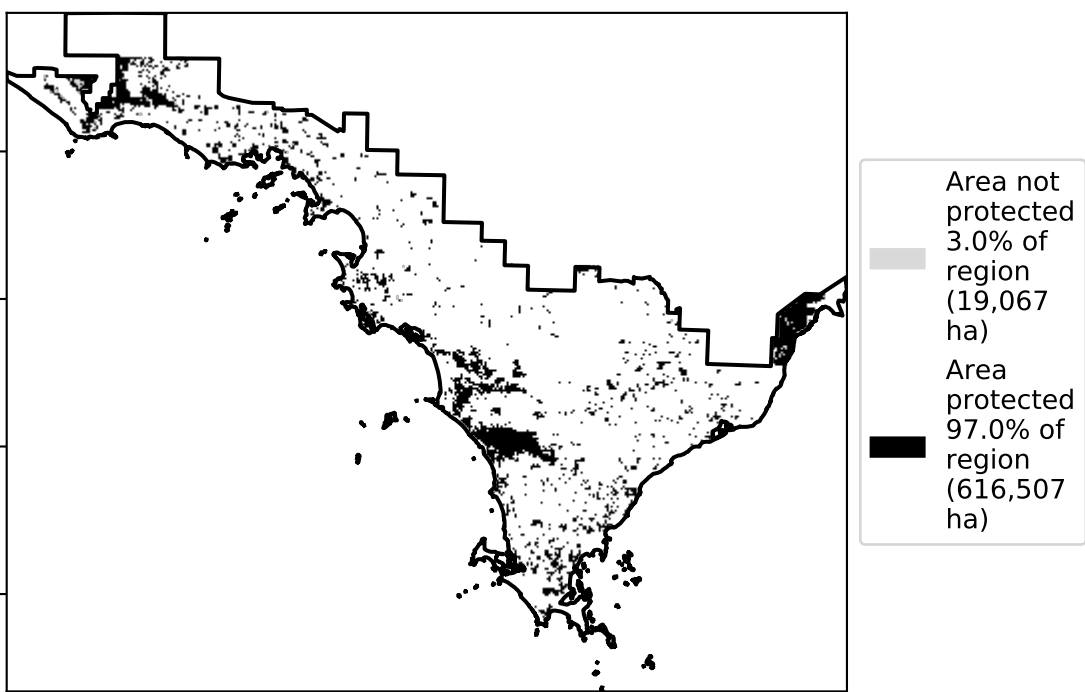 Area not
protected
3.0% of
region
(19,067
ha)
Area
protected
97.0% of
region
(616,507
ha)